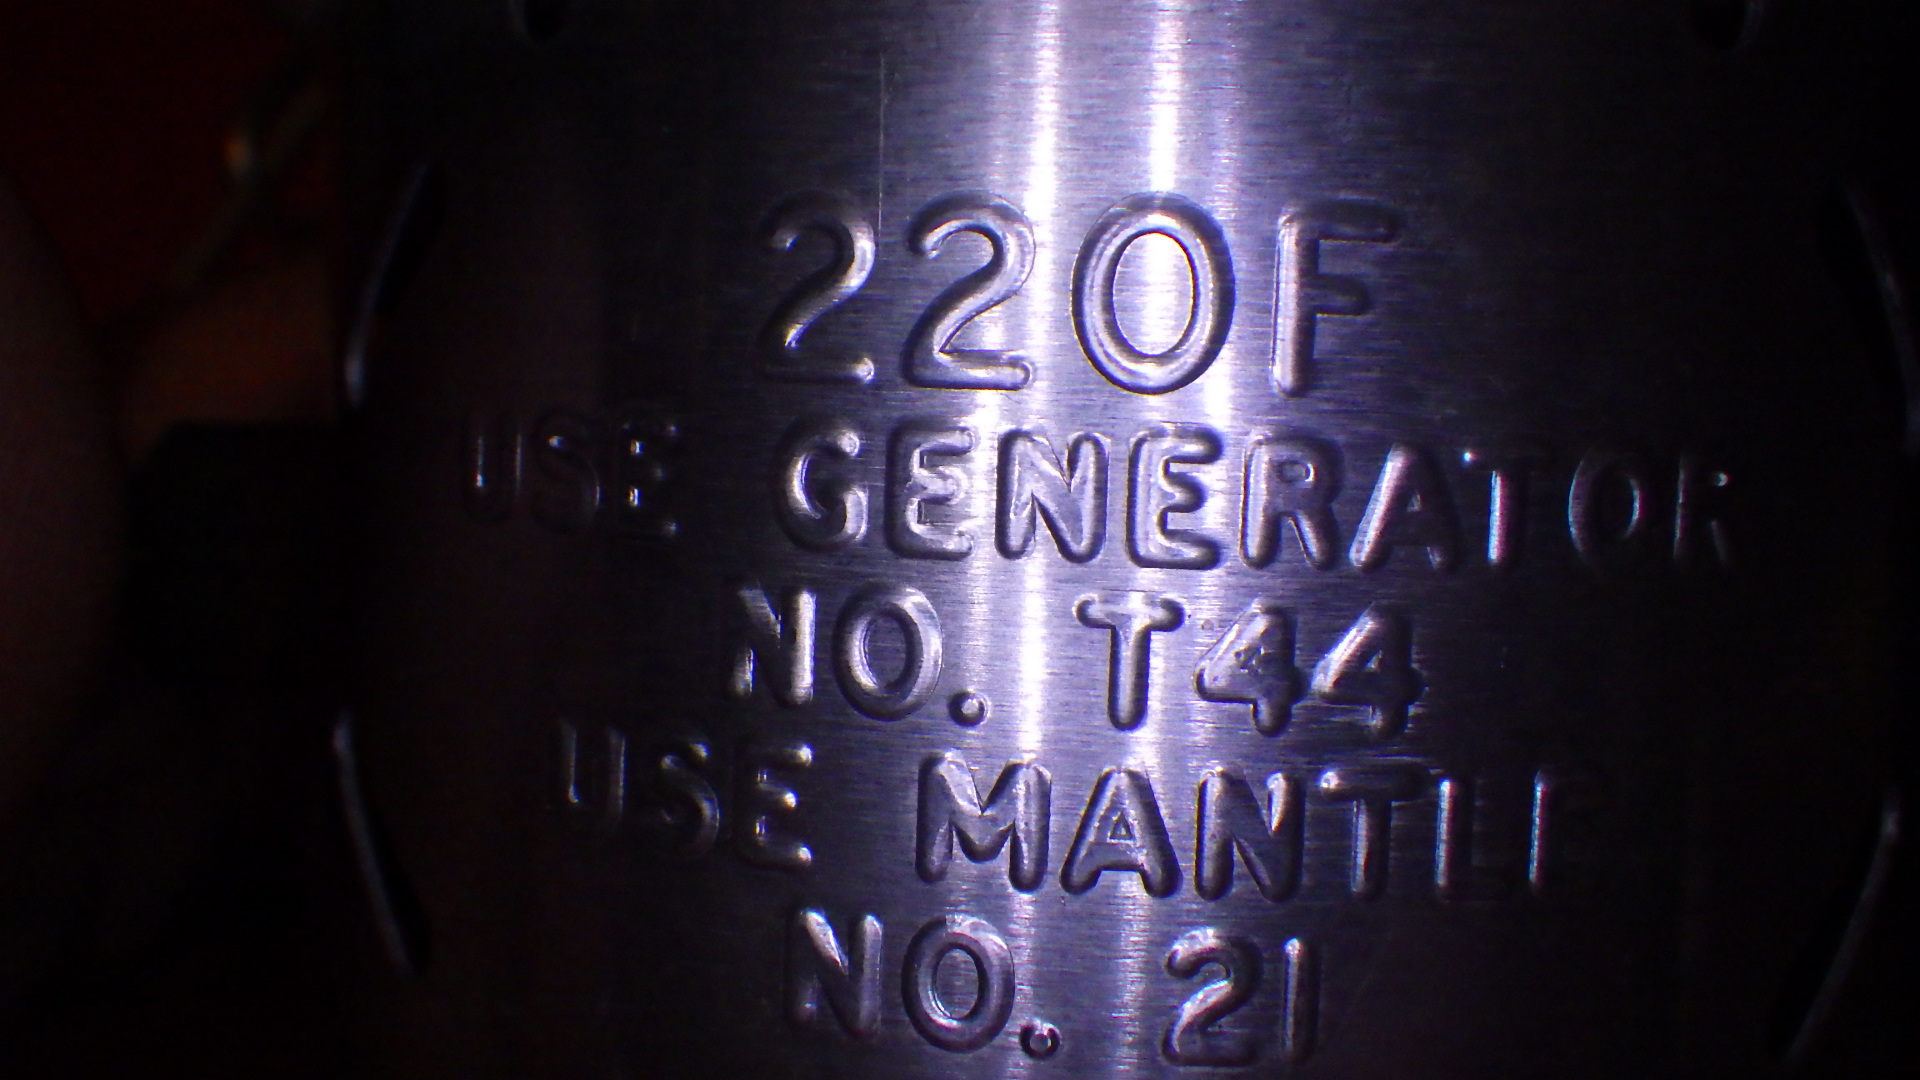 220F
USE GENERATOR
NO. T44
USE MANTLE
NO. 21